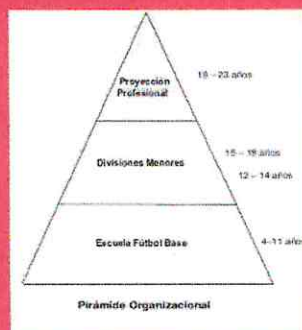 Proyección
Profesional
18 – 23 años
Divisiones Menores
15 – 18 años
12 – 14 años
Escuela Fútbol Base
4-11 años
Pirámide Organizacional